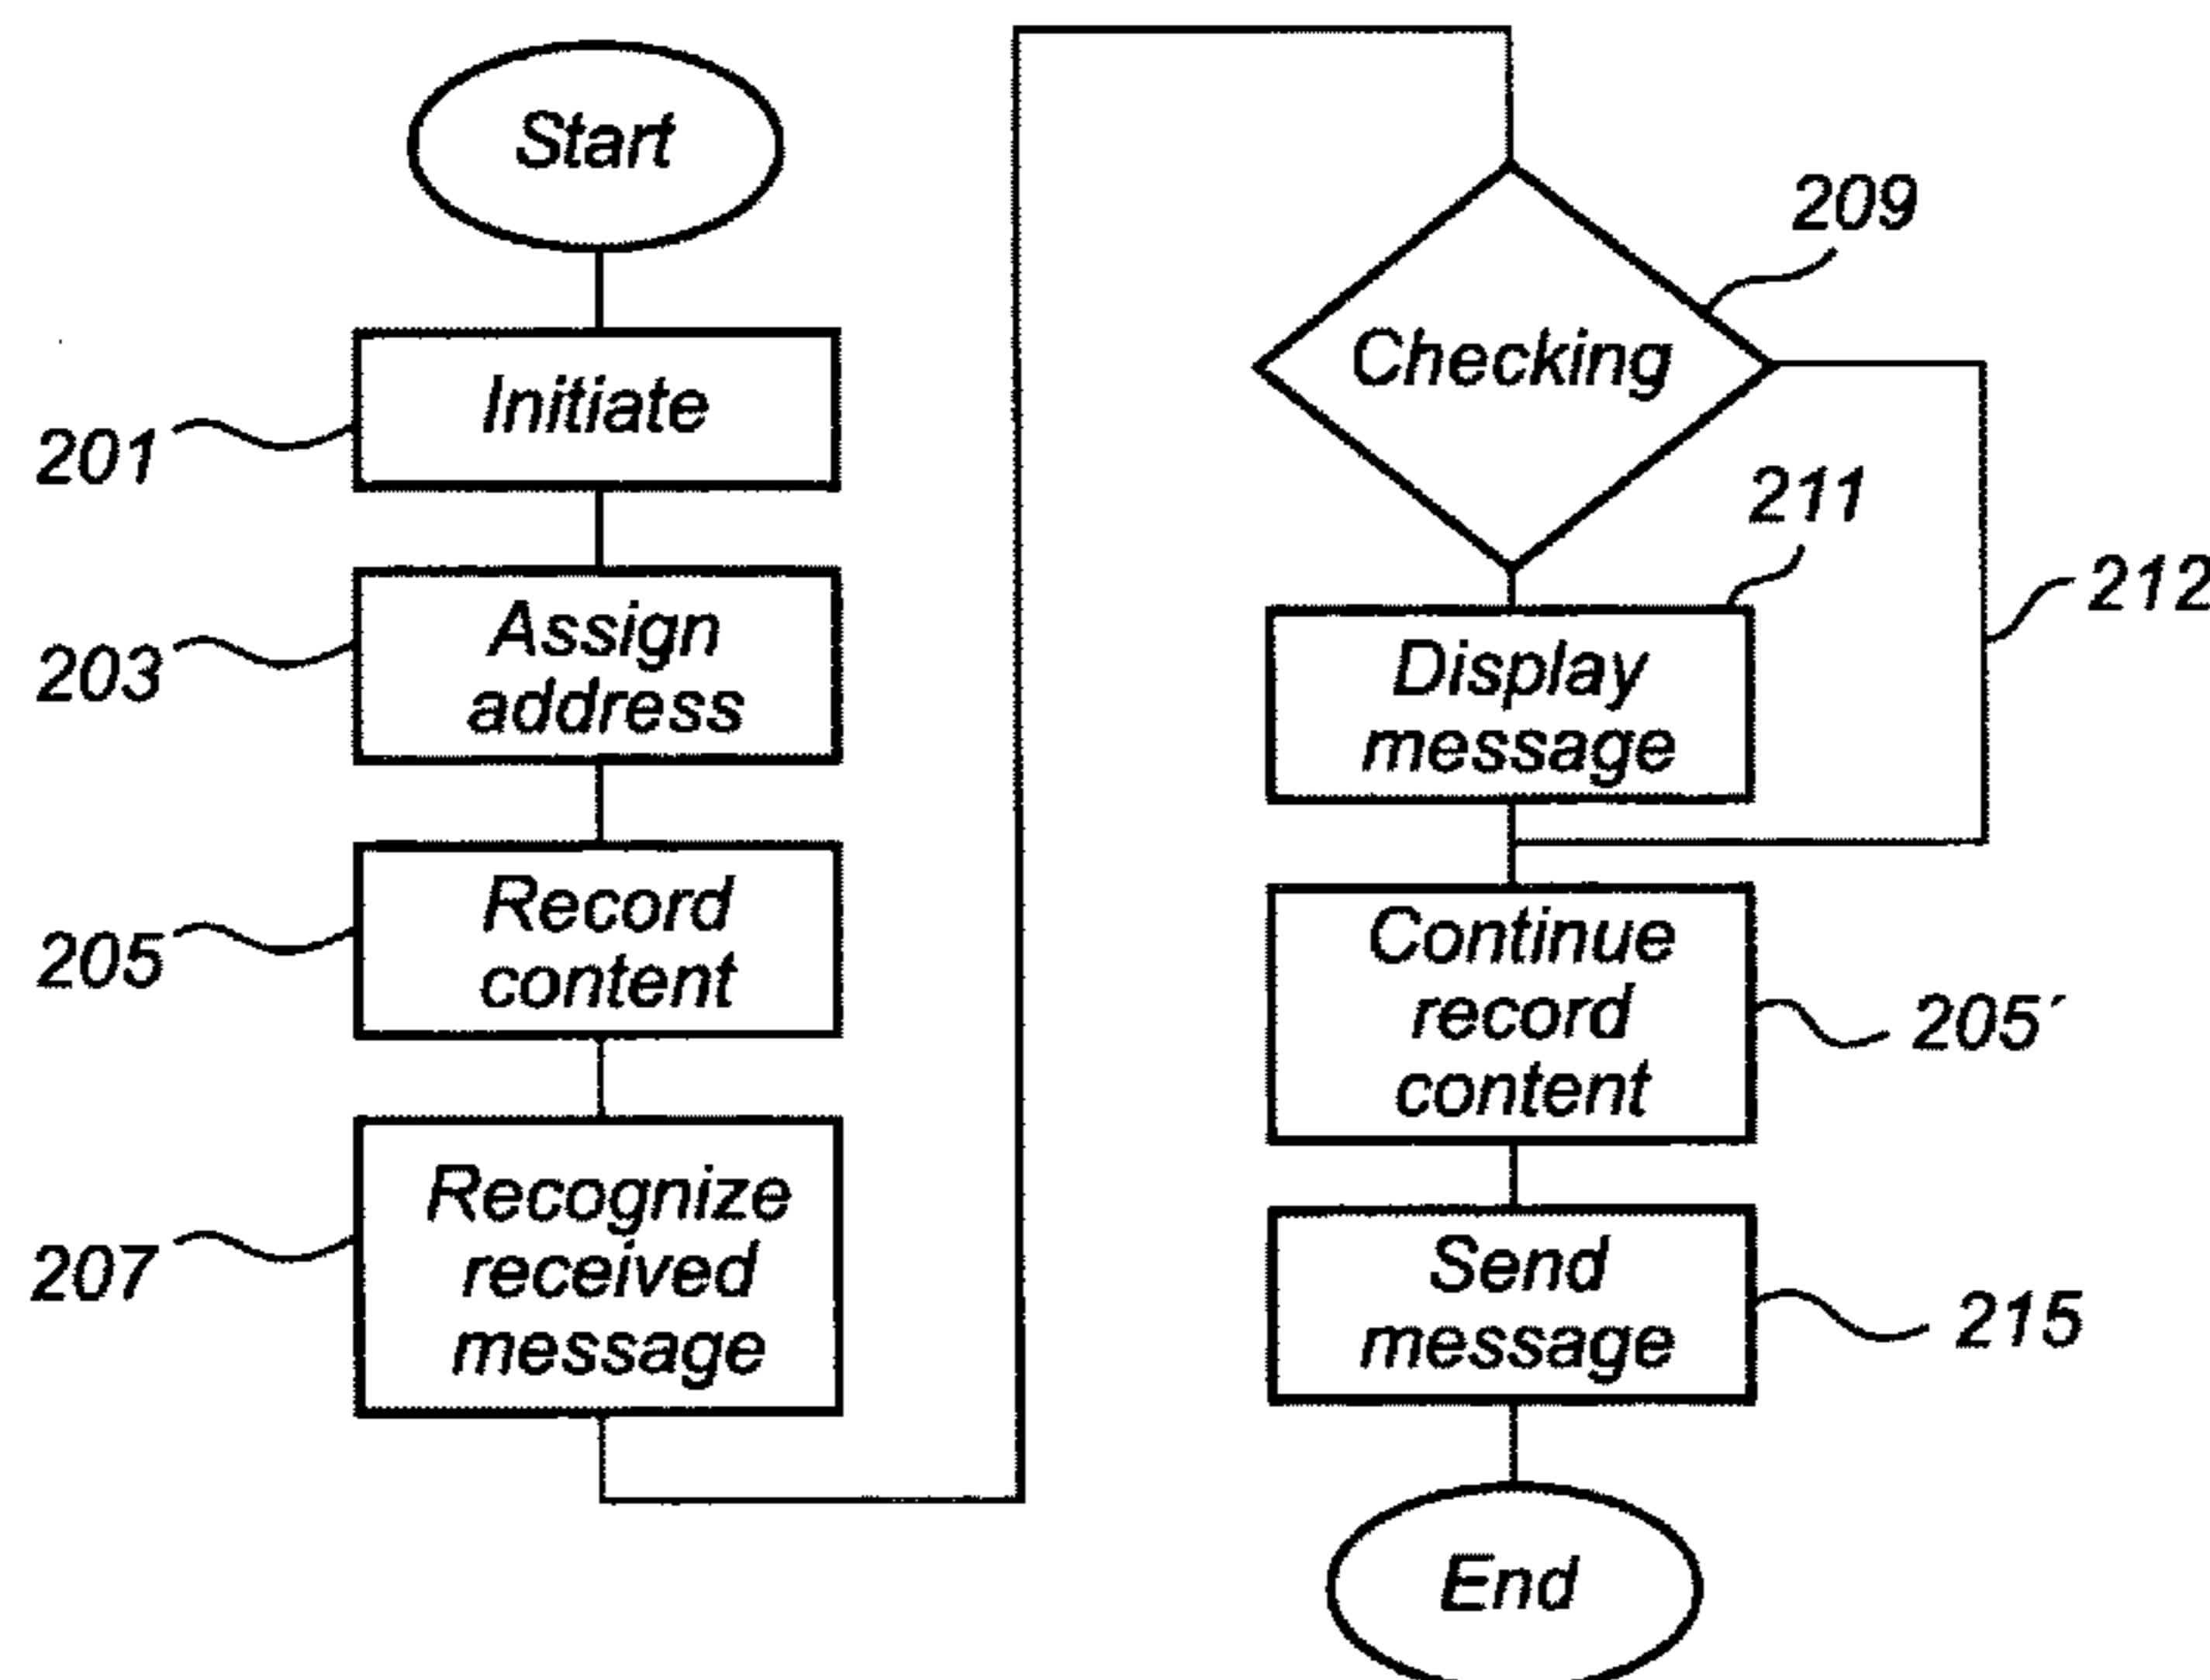 Start
Initiate
201
Assign
address
203
Record
content
205
Recognize
received
message
207
Checking
209
Display
message
211
212
Continue
record
content
205´
Send
message
215
End